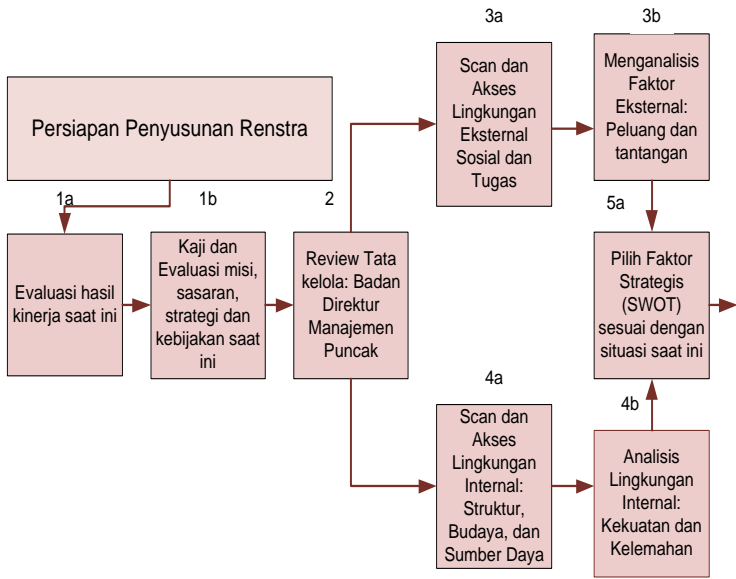 3a
3b
Persiapan Penyusunan Renstra
Scan dan
Akses
Lingkungan
Eksternal
Sosial dan
Tugas
Menganalisis
Faktor
Eksternal:
Peluang dan
tantangan
1a
1b
2
5a
Evaluasi hasil
kinerja saat ini
Kaji dan
Evaluasi misi,
sasaran,
strategi dan
kebijakan saat
ini
Review Tata
kelola: Badan
Direktur
Manajemen
Puncak
Pilih Faktor
Strategis
(SWOT)
sesuai dengan
situasi saat ini
4a
4b
Scan dan
Akses
Lingkungan
Internal:
Struktur,
Budaya, dan
Sumber Daya
Analisis
Lingkungan
Internal:
Kekuatan dan
Kelemahan